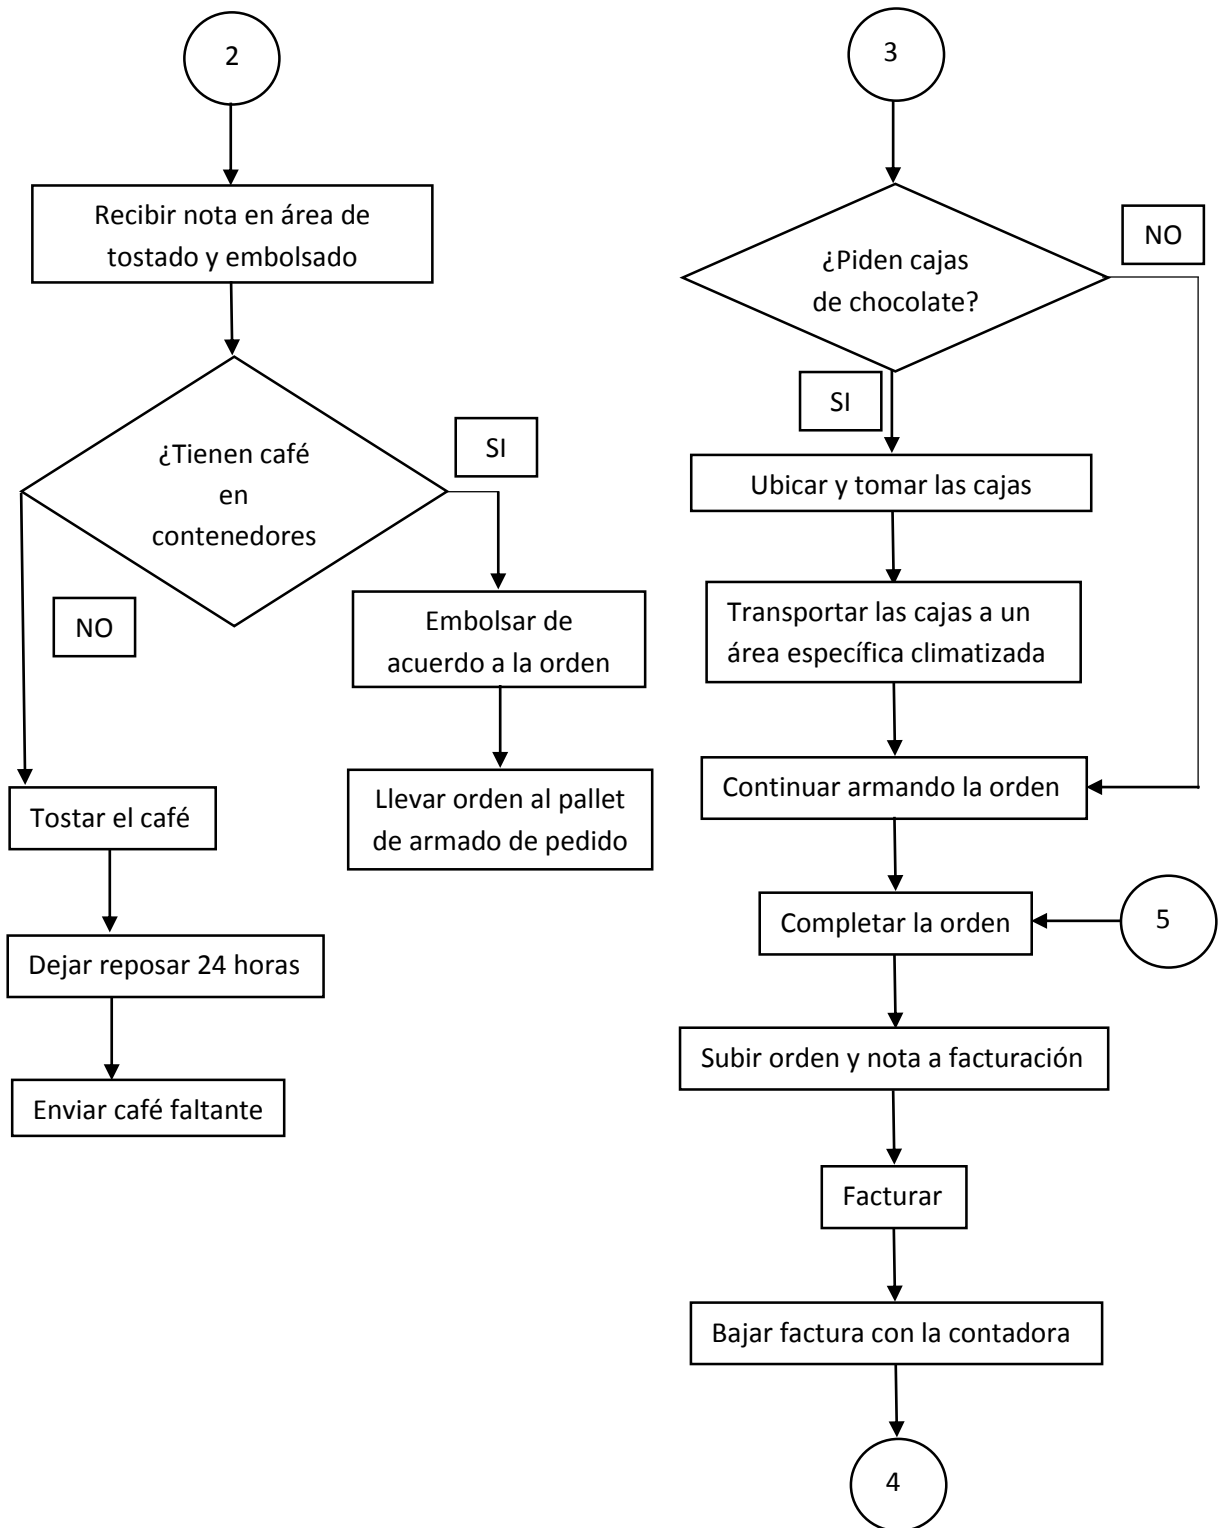 2
Recibir nota en área de
tostado y embolsado
¿Tienen café
en
contenedores
SI
NO
Embolsar de
acuerdo a la orden
Llevar orden al pallet
de armado de pedido
Tostar el café
Dejar reposar 24 horas
Enviar café faltante
3
¿Piden cajas
de chocolate?
NO
SI
Ubicar y tomar las cajas
Transportar las cajas a un
área específica climatizada
Continuar armando la orden
Completar la orden
5
Subir orden y nota a facturación
Facturar
Bajar factura con la contadora
4